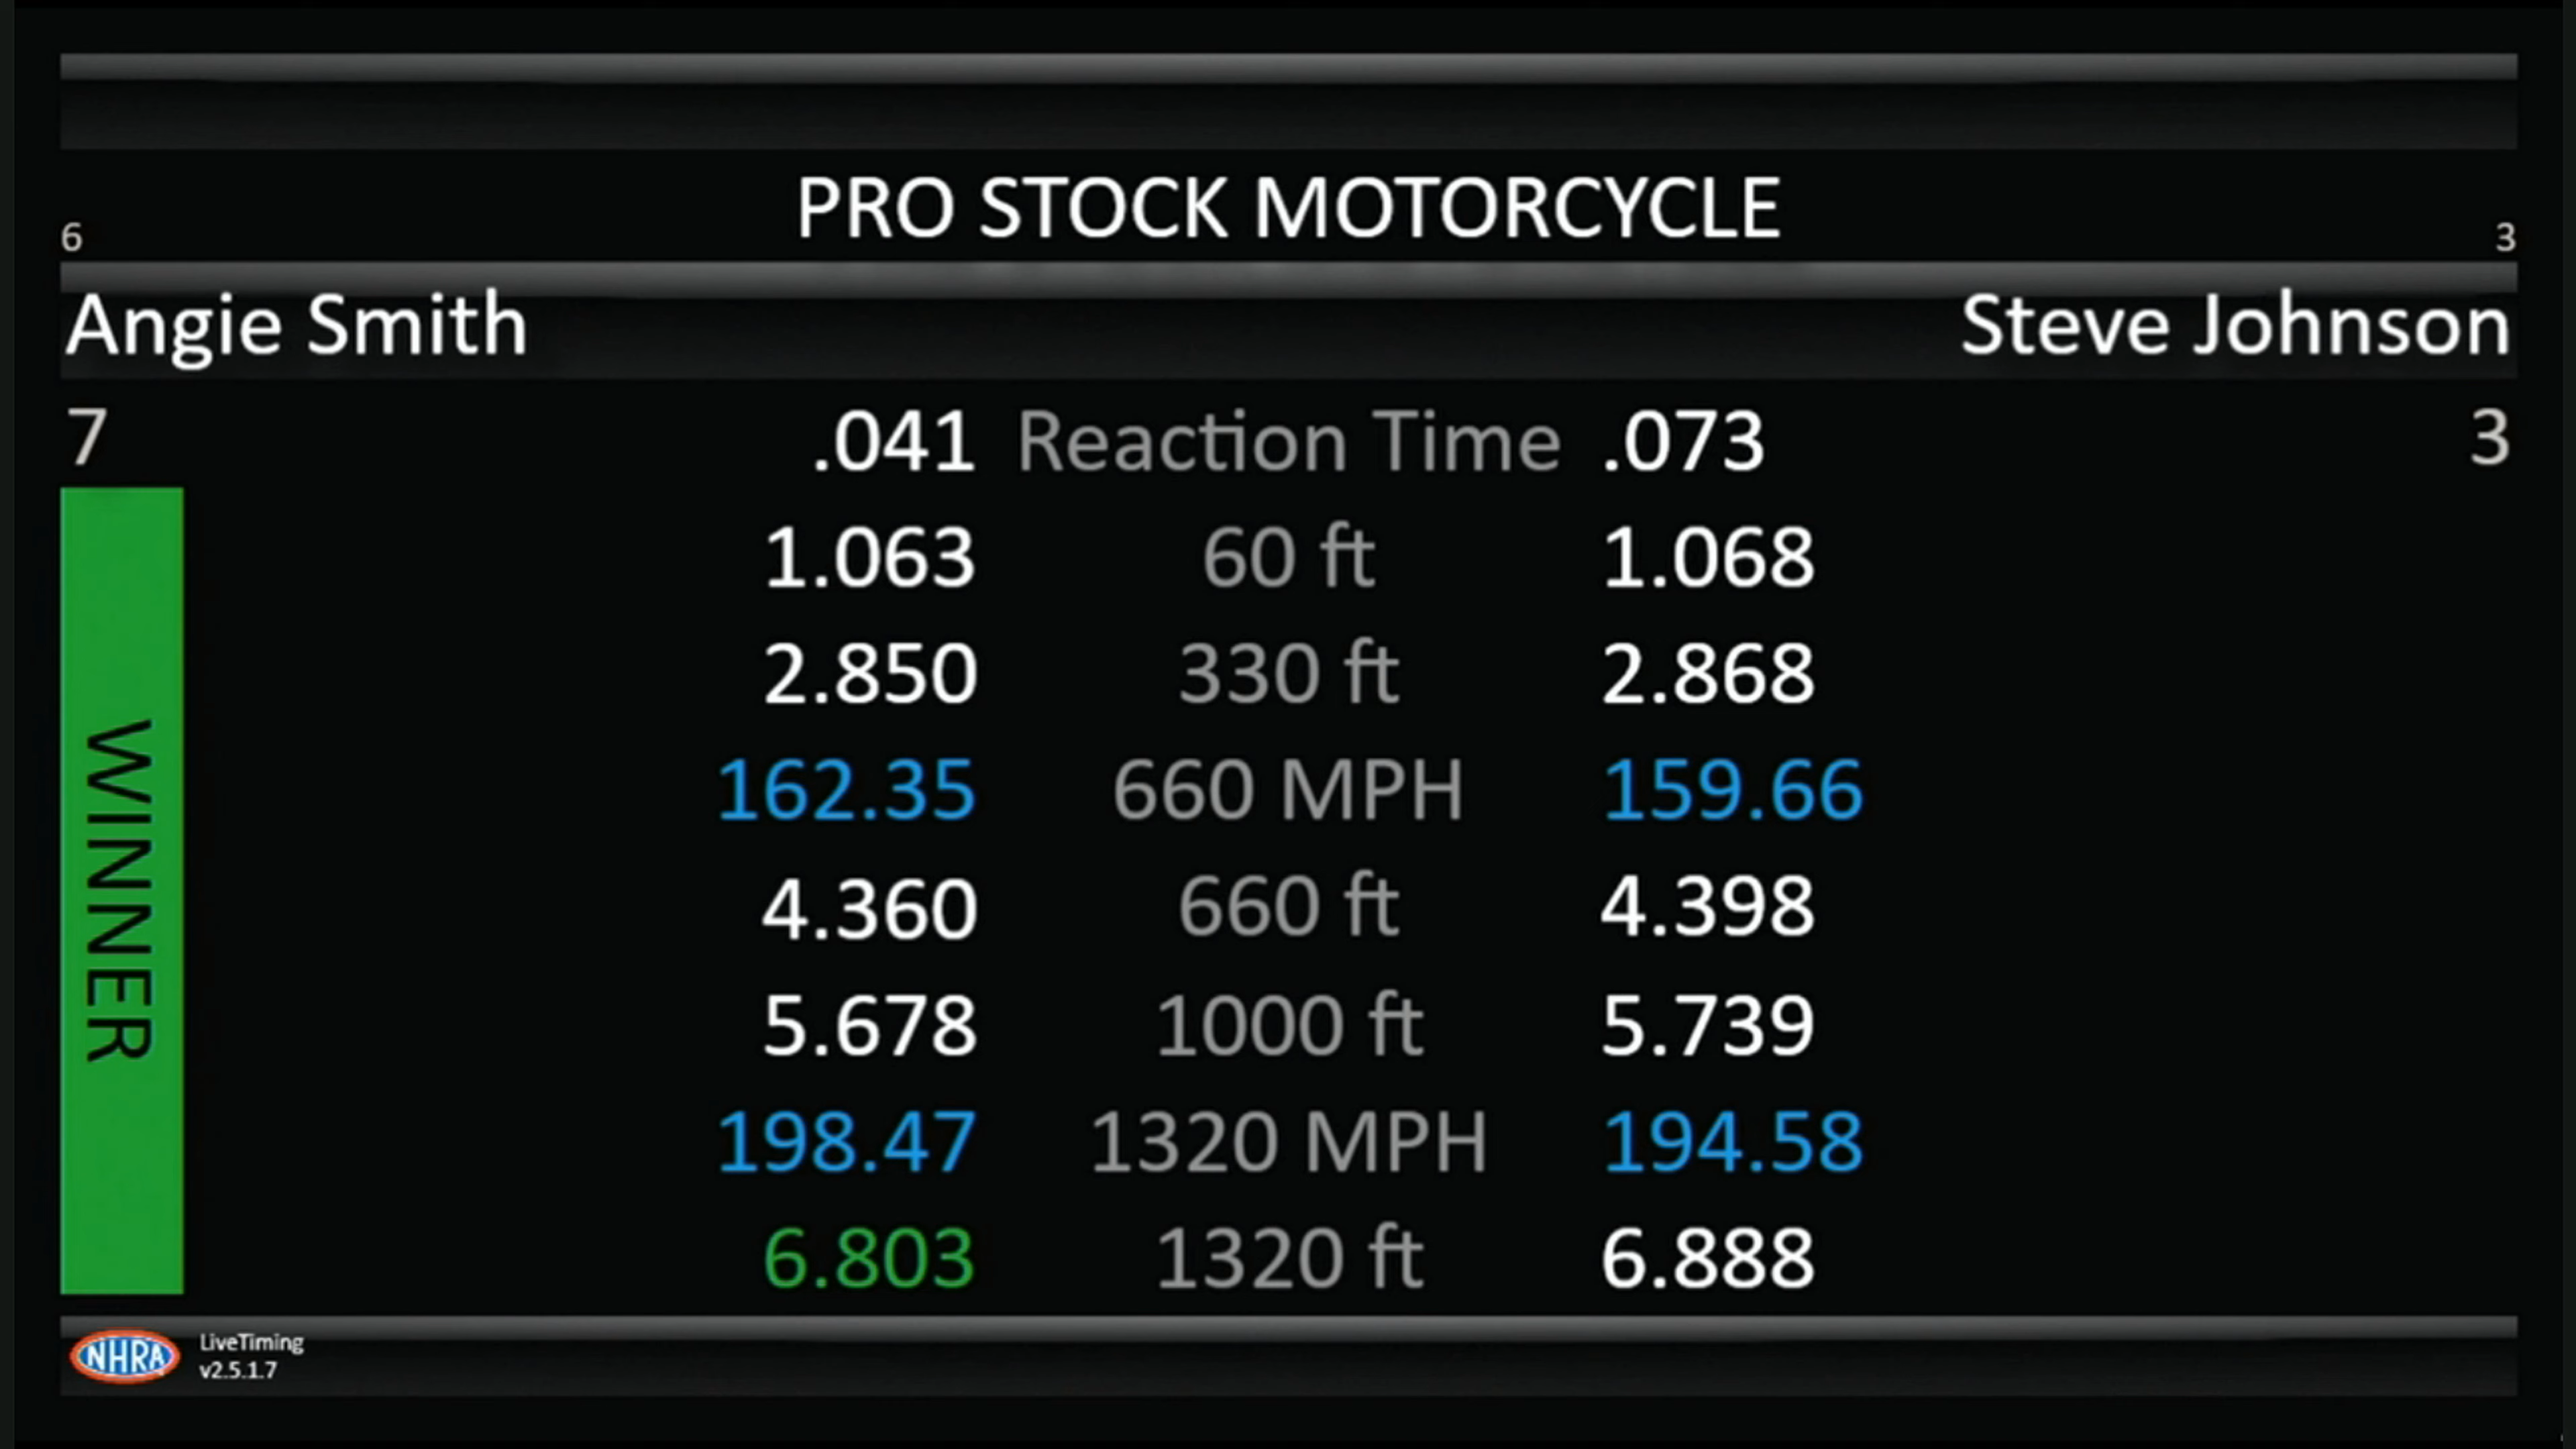 PRO STOCK MOTORCYCLE
6 3
Angie Smith Steve Johnson
7 .041 Reaction Time .073 3
1.063 60 ft 1.068
2.850 330 ft 2.868
162.35 660 MPH 159.66
4.360 660 ft 4.398
5.678 1000 ft 5.739
198.47 1320 MPH 194.58
6.803 1320 ft 6.888
WINNER
NHRA LiveTiming
v2.5.1.7